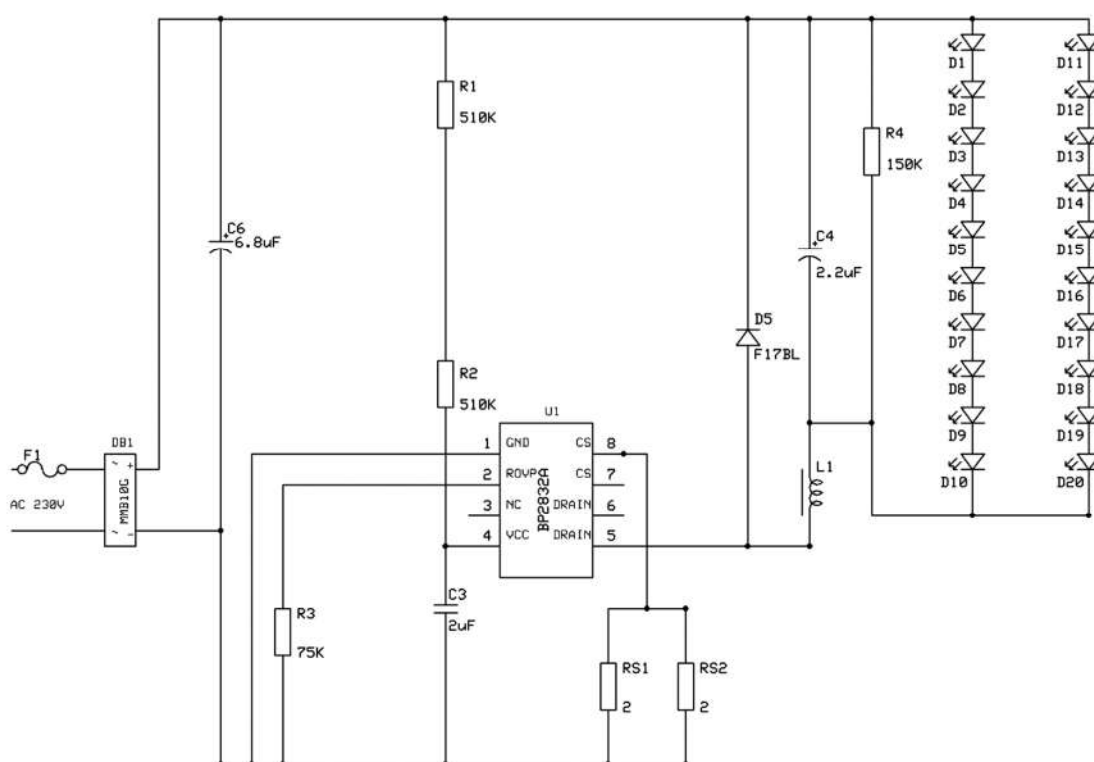 R1
510K
C6
6.8uF
R2
510K
F1
AC 230V
DB1
MMB10G
~ +
~ -
U1
BP2832A
1 GND CS 8
2 ROVP CS 7
3 NC DRAIN 6
4 VCC DRAIN 5
R3
75K
C3
2uF
RS1
2
RS2
2
D5
F17BL
C4
2.2uF
R4
150K
L1
D1
D2
D3
D4
D5
D6
D7
D8
D9
D10
D11
D12
D13
D14
D15
D16
D17
D18
D19
D20